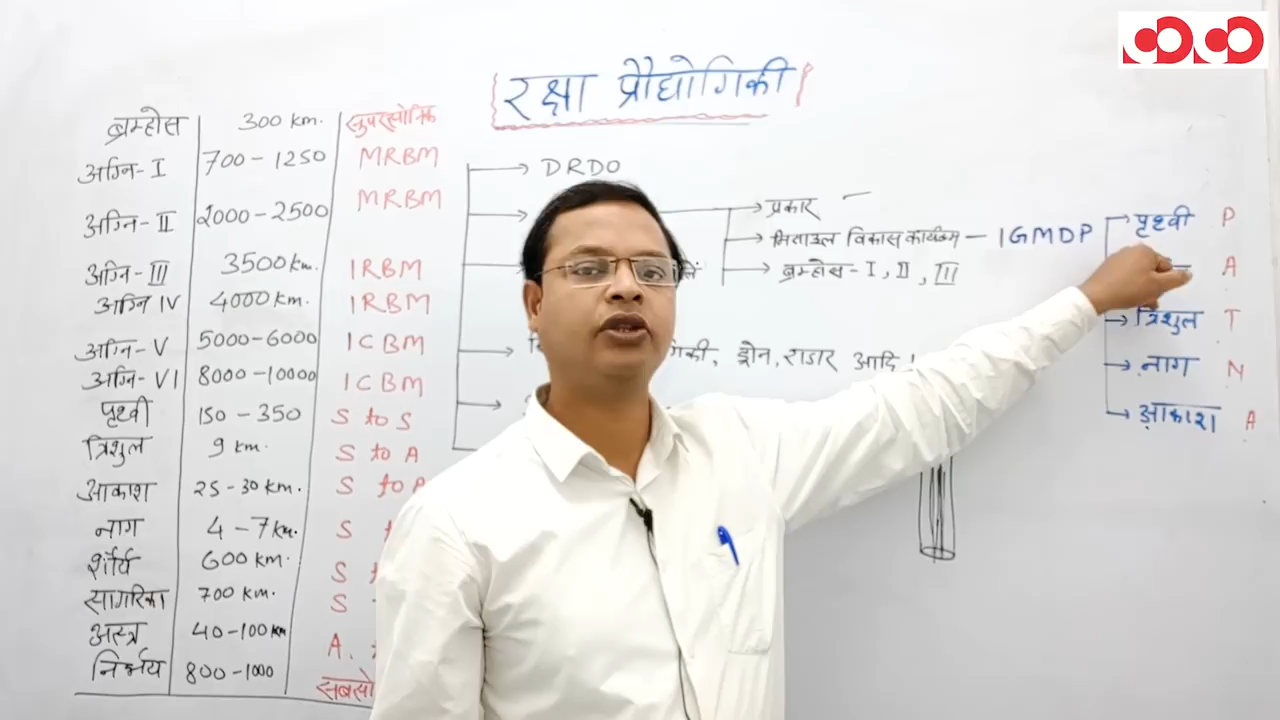 रक्षा प्रौद्योगिकी
ब्रम्होस 300 km. सुपरसोनिक
अग्नि-I 700-1250 MRBM
अग्नि-II 2000-2500 MRBM
अग्नि-III 3500 km. IRBM
अग्नि IV 4000 km. IRBM
अग्नि-V 5000-6000 ICBM
अग्नि-VI 8000-10000 ICBM
पृथ्वी 150-350 S to S
त्रिशुल 9 km. S to A
आकाश 25-30 km. S to A
नाग 4-7 km. S
शौर्य 600 km. S
सागरिका 700 km. S
अस्त्र 40-100 km A.
निर्भय 800-1000
DRDO
प्रकार
मिसाइल विकास कार्यक्रम - IGMDP
ब्रम्होस-I, II, III
ड्रोन, राडार आदि
पृथ्वी P
A
त्रिशुल T
नाग N
आकाश A